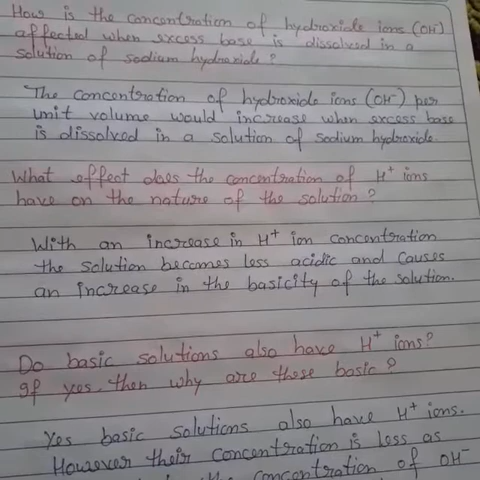 How is the concentration of hydroxide ions (OH⁻)
affected when excess base is dissolved in a
solution of sodium hydroxide?
The concentration of hydroxide ions (OH⁻) per
unit volume would increase when excess base
is dissolved in a solution of sodium hydroxide.
What effect does the concentration of H⁺ ions
have on the nature of the solution?
With an increase in H⁺ ion concentration
the solution becomes less acidic and causes
an increase in the basicity of the solution.
Do basic solutions also have H⁺ ions?
If yes, then why are these basic?
Yes basic solutions also have H⁺ ions.
However their concentration is less as
the concentration of OH⁻